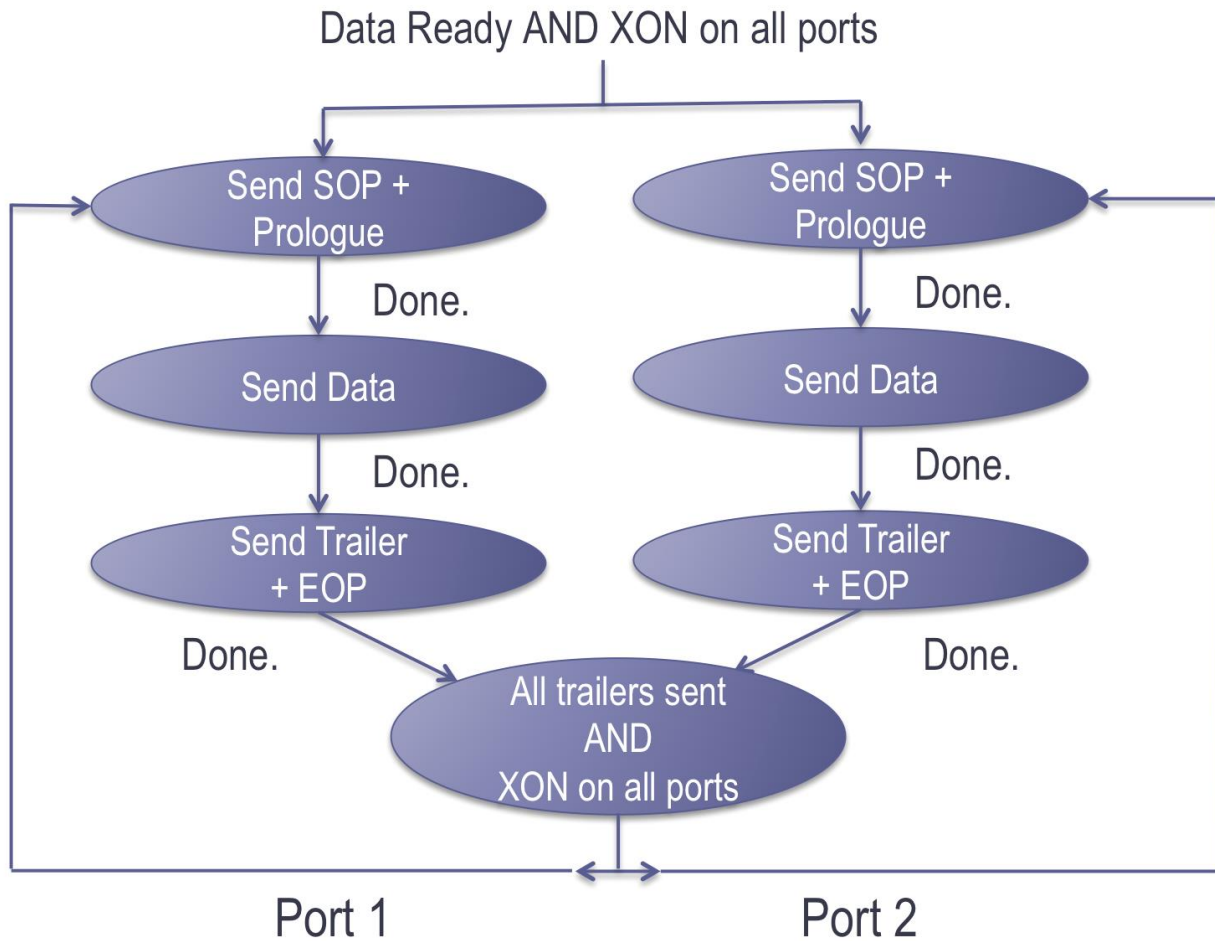 Data Ready AND XON on all ports
Send SOP +
Prologue
Done.
Send Data
Done.
Send Trailer
+ EOP
Done.
Send SOP +
Prologue
Done.
Send Data
Done.
Send Trailer
+ EOP
Done.
All trailers sent
AND
XON on all ports
Port 1
Port 2